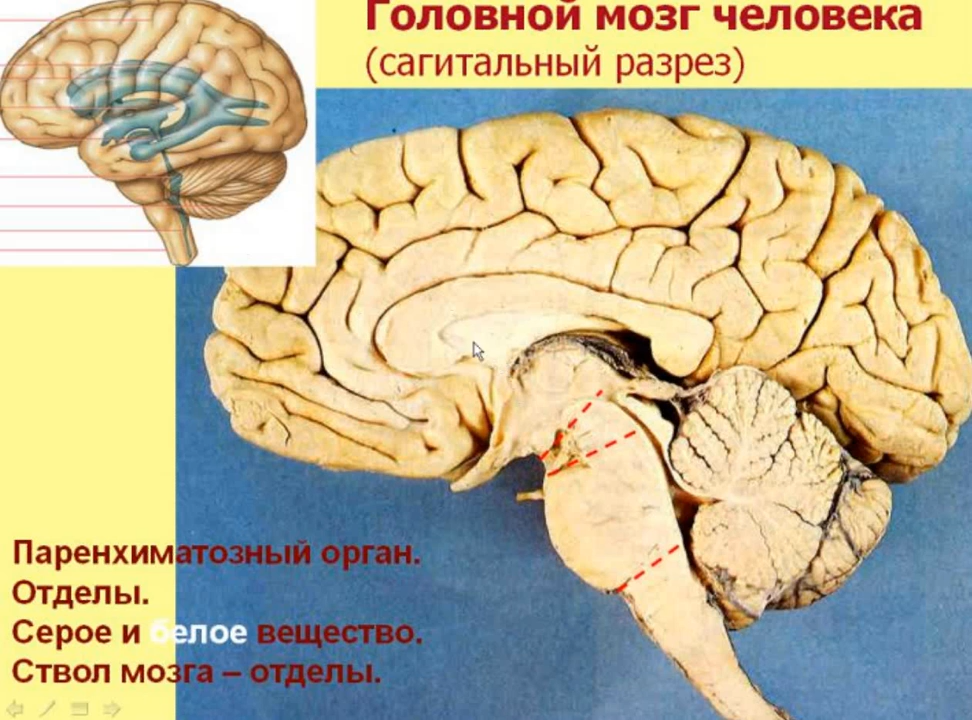 Головной мозг человека
(сагитальный разрез)
Паренхиматозный орган.
Отделы.
Серое и белое вещество.
Ствол мозга – отделы.